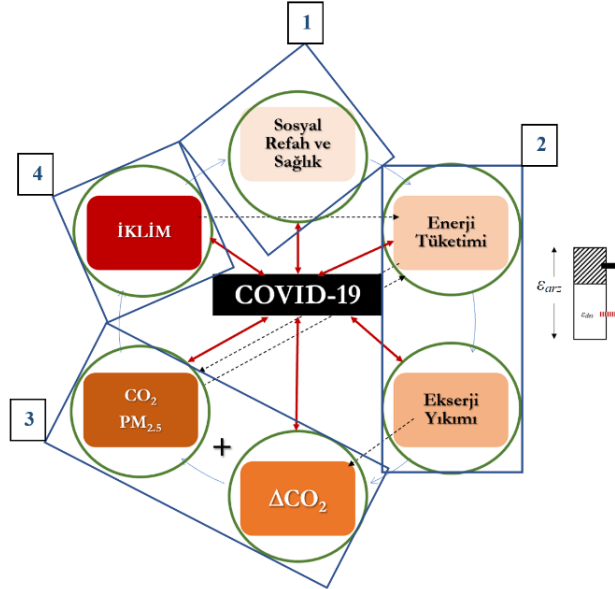 1
Sosyal
Refah ve
Sağlık
2
Enerji
Tüketimi
4
İKLİM
COVID-19
εarz
3
CO₂
PM₂.₅
+
ΔCO₂
Ekserji
Yıkımı